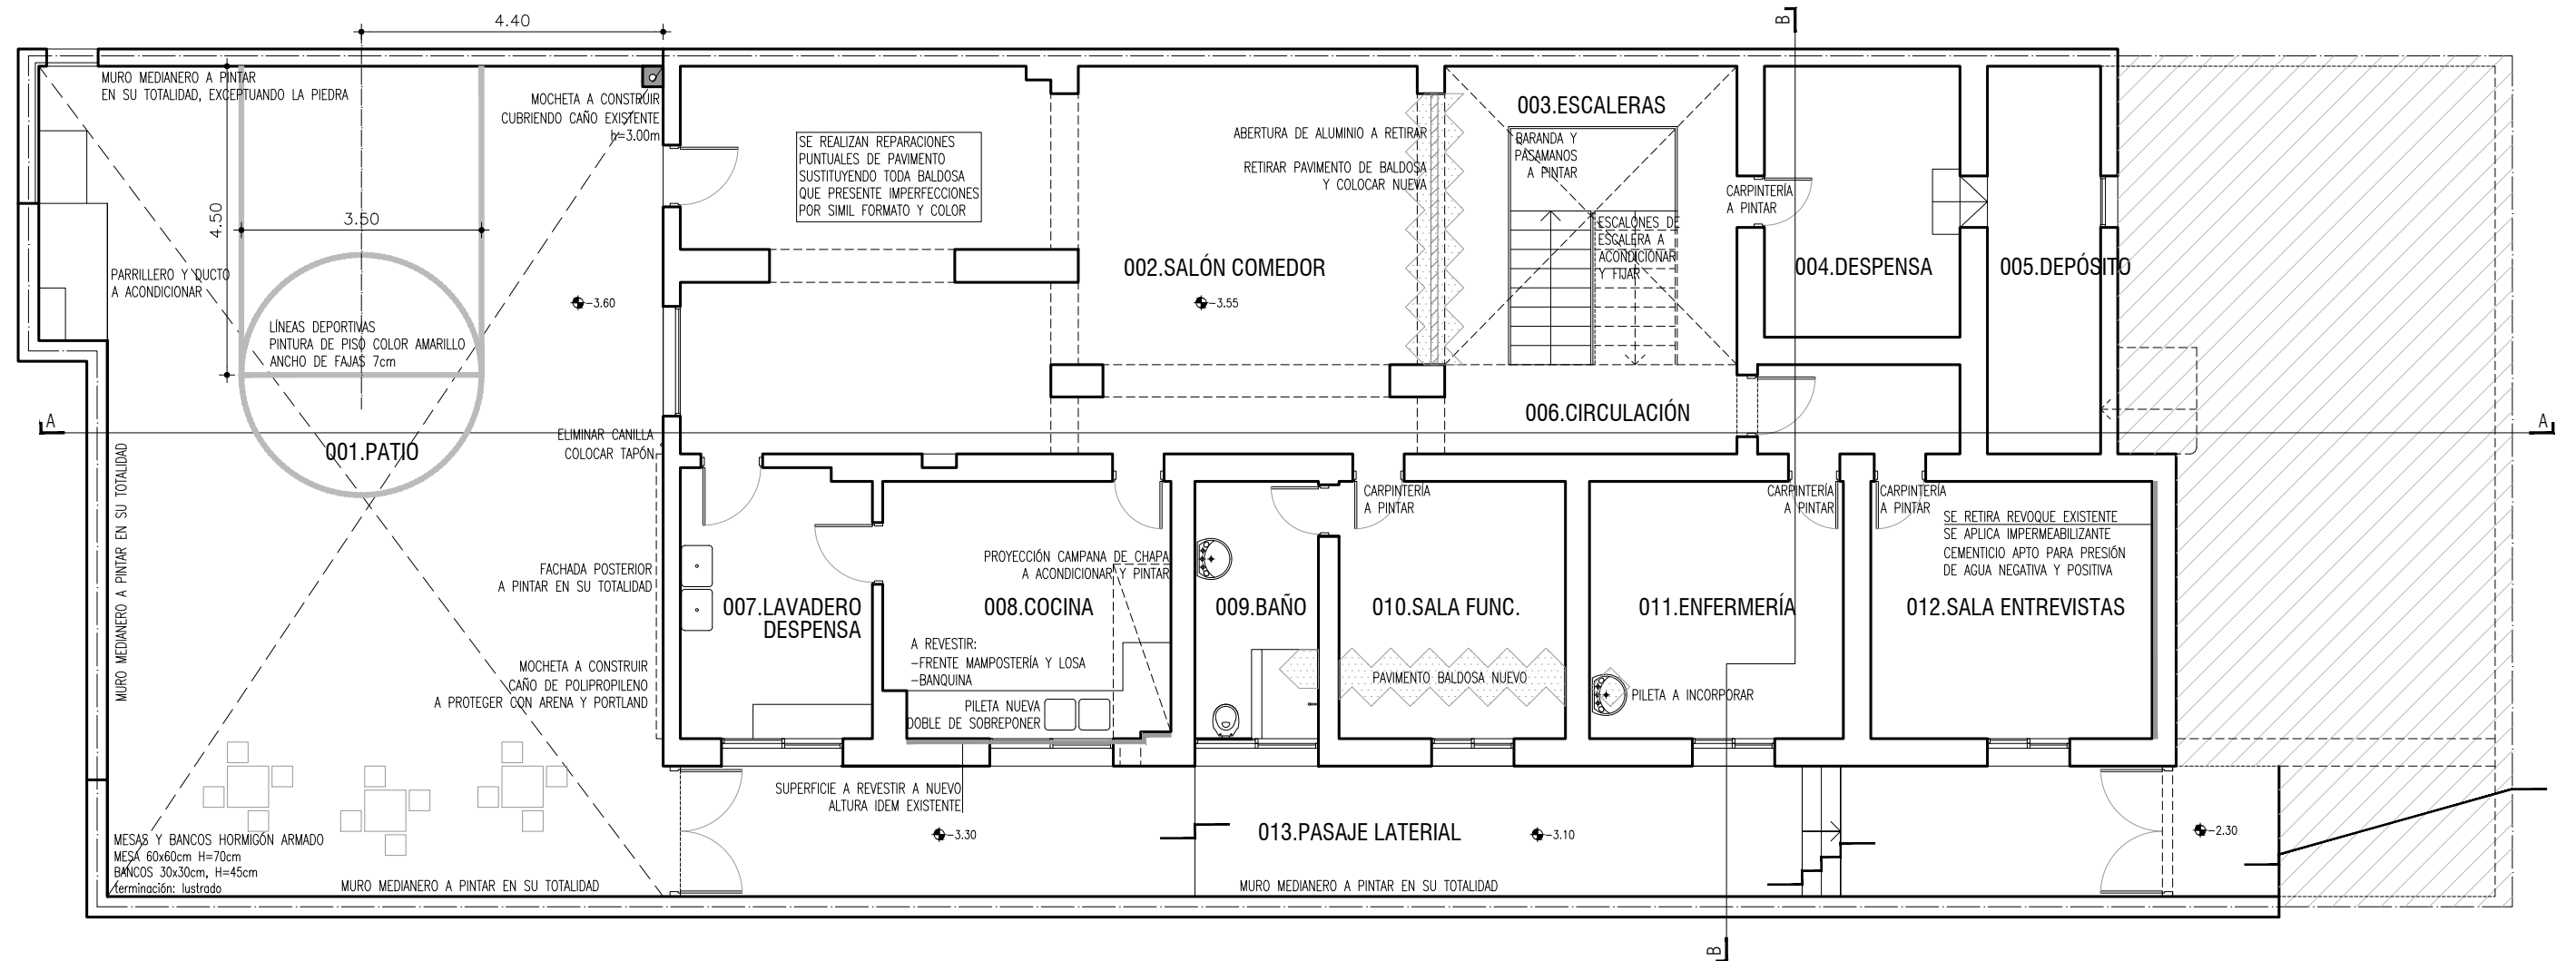 4.40
B
MURO MEDIANERO A PINTAR
EN SU TOTALIDAD, EXCEPTUANDO LA PIEDRA
MOCHETA A CONSTRUIR
CUBRIENDO CAÑO EXISTENTE
h=3.00m
SE REALIZAN REPARACIONES
PUNTUALES DE PAVIMENTO
SUSTITUYENDO TODA BALDOSA
QUE PRESENTE IMPERFECCIONES
POR SIMIL FORMATO Y COLOR
ABERTURA DE ALUMINIO A RETIRAR
RETIRAR PAVIMENTO DE BALDOSA
Y COLOCAR NUEVA
003.ESCALERAS
BARANDA Y
PASAMANOS
A PINTAR
ESCALONES DE
ESCALERA A
ACONDICIONAR
Y FIJAR
CARPINTERÍA
A PINTAR
4.50
3.50
PARRILLERO Y DUCTO
A ACONDICIONAR
-3.60
002.SALÓN COMEDOR
-3.55
004.DESPENSA
005.DEPÓSITO
LÍNEAS DEPORTIVAS
PINTURA DE PISO COLOR AMARILLO
ANCHO DE FAJAS 7cm
A
001.PATIO
ELIMINAR CANILLA
COLOCAR TAPÓN
006.CIRCULACIÓN
A
MURO MEDIANERO A PINTAR EN SU TOTALIDAD
CARPINTERÍA
A PINTAR
CARPINTERÍA
A PINTAR
CARPINTERÍA
A PINTAR
SE RETIRA REVOQUE EXISTENTE
SE APLICA IMPERMEABILIZANTE
CEMENTICIO APTO PARA PRESIÓN
DE AGUA NEGATIVA Y POSITIVA
FACHADA POSTERIOR
A PINTAR EN SU TOTALIDAD
PROYECCIÓN CAMPANA DE CHAPA
A ACONDICIONAR Y PINTAR
007.LAVADERO
DESPENSA
008.COCINA
009.BAÑO
010.SALA FUNC.
011.ENFERMERÍA
012.SALA ENTREVISTAS
A REVESTIR:
-FRENTE MAMPOSTERÍA Y LOSA
-BANQUINA
MOCHETA A CONSTRUIR
CAÑO DE POLIPROPILENO
A PROTEGER CON ARENA Y PORTLAND
PILETA NUEVA
DOBLE DE SOBREPONER
PAVIMENTO BALDOSA NUEVO
PILETA A INCORPORAR
SUPERFICIE A REVESTIR A NUEVO
ALTURA IDEM EXISTENTE
MESAS Y BANCOS HORMIGÓN ARMADO
MESA 60x60cm H=70cm
BANCOS 30x30cm, H=45cm
terminación: lustrado
MURO MEDIANERO A PINTAR EN SU TOTALIDAD
-3.30
013.PASAJE LATERIAL
-3.10
-2.30
MURO MEDIANERO A PINTAR EN SU TOTALIDAD
B